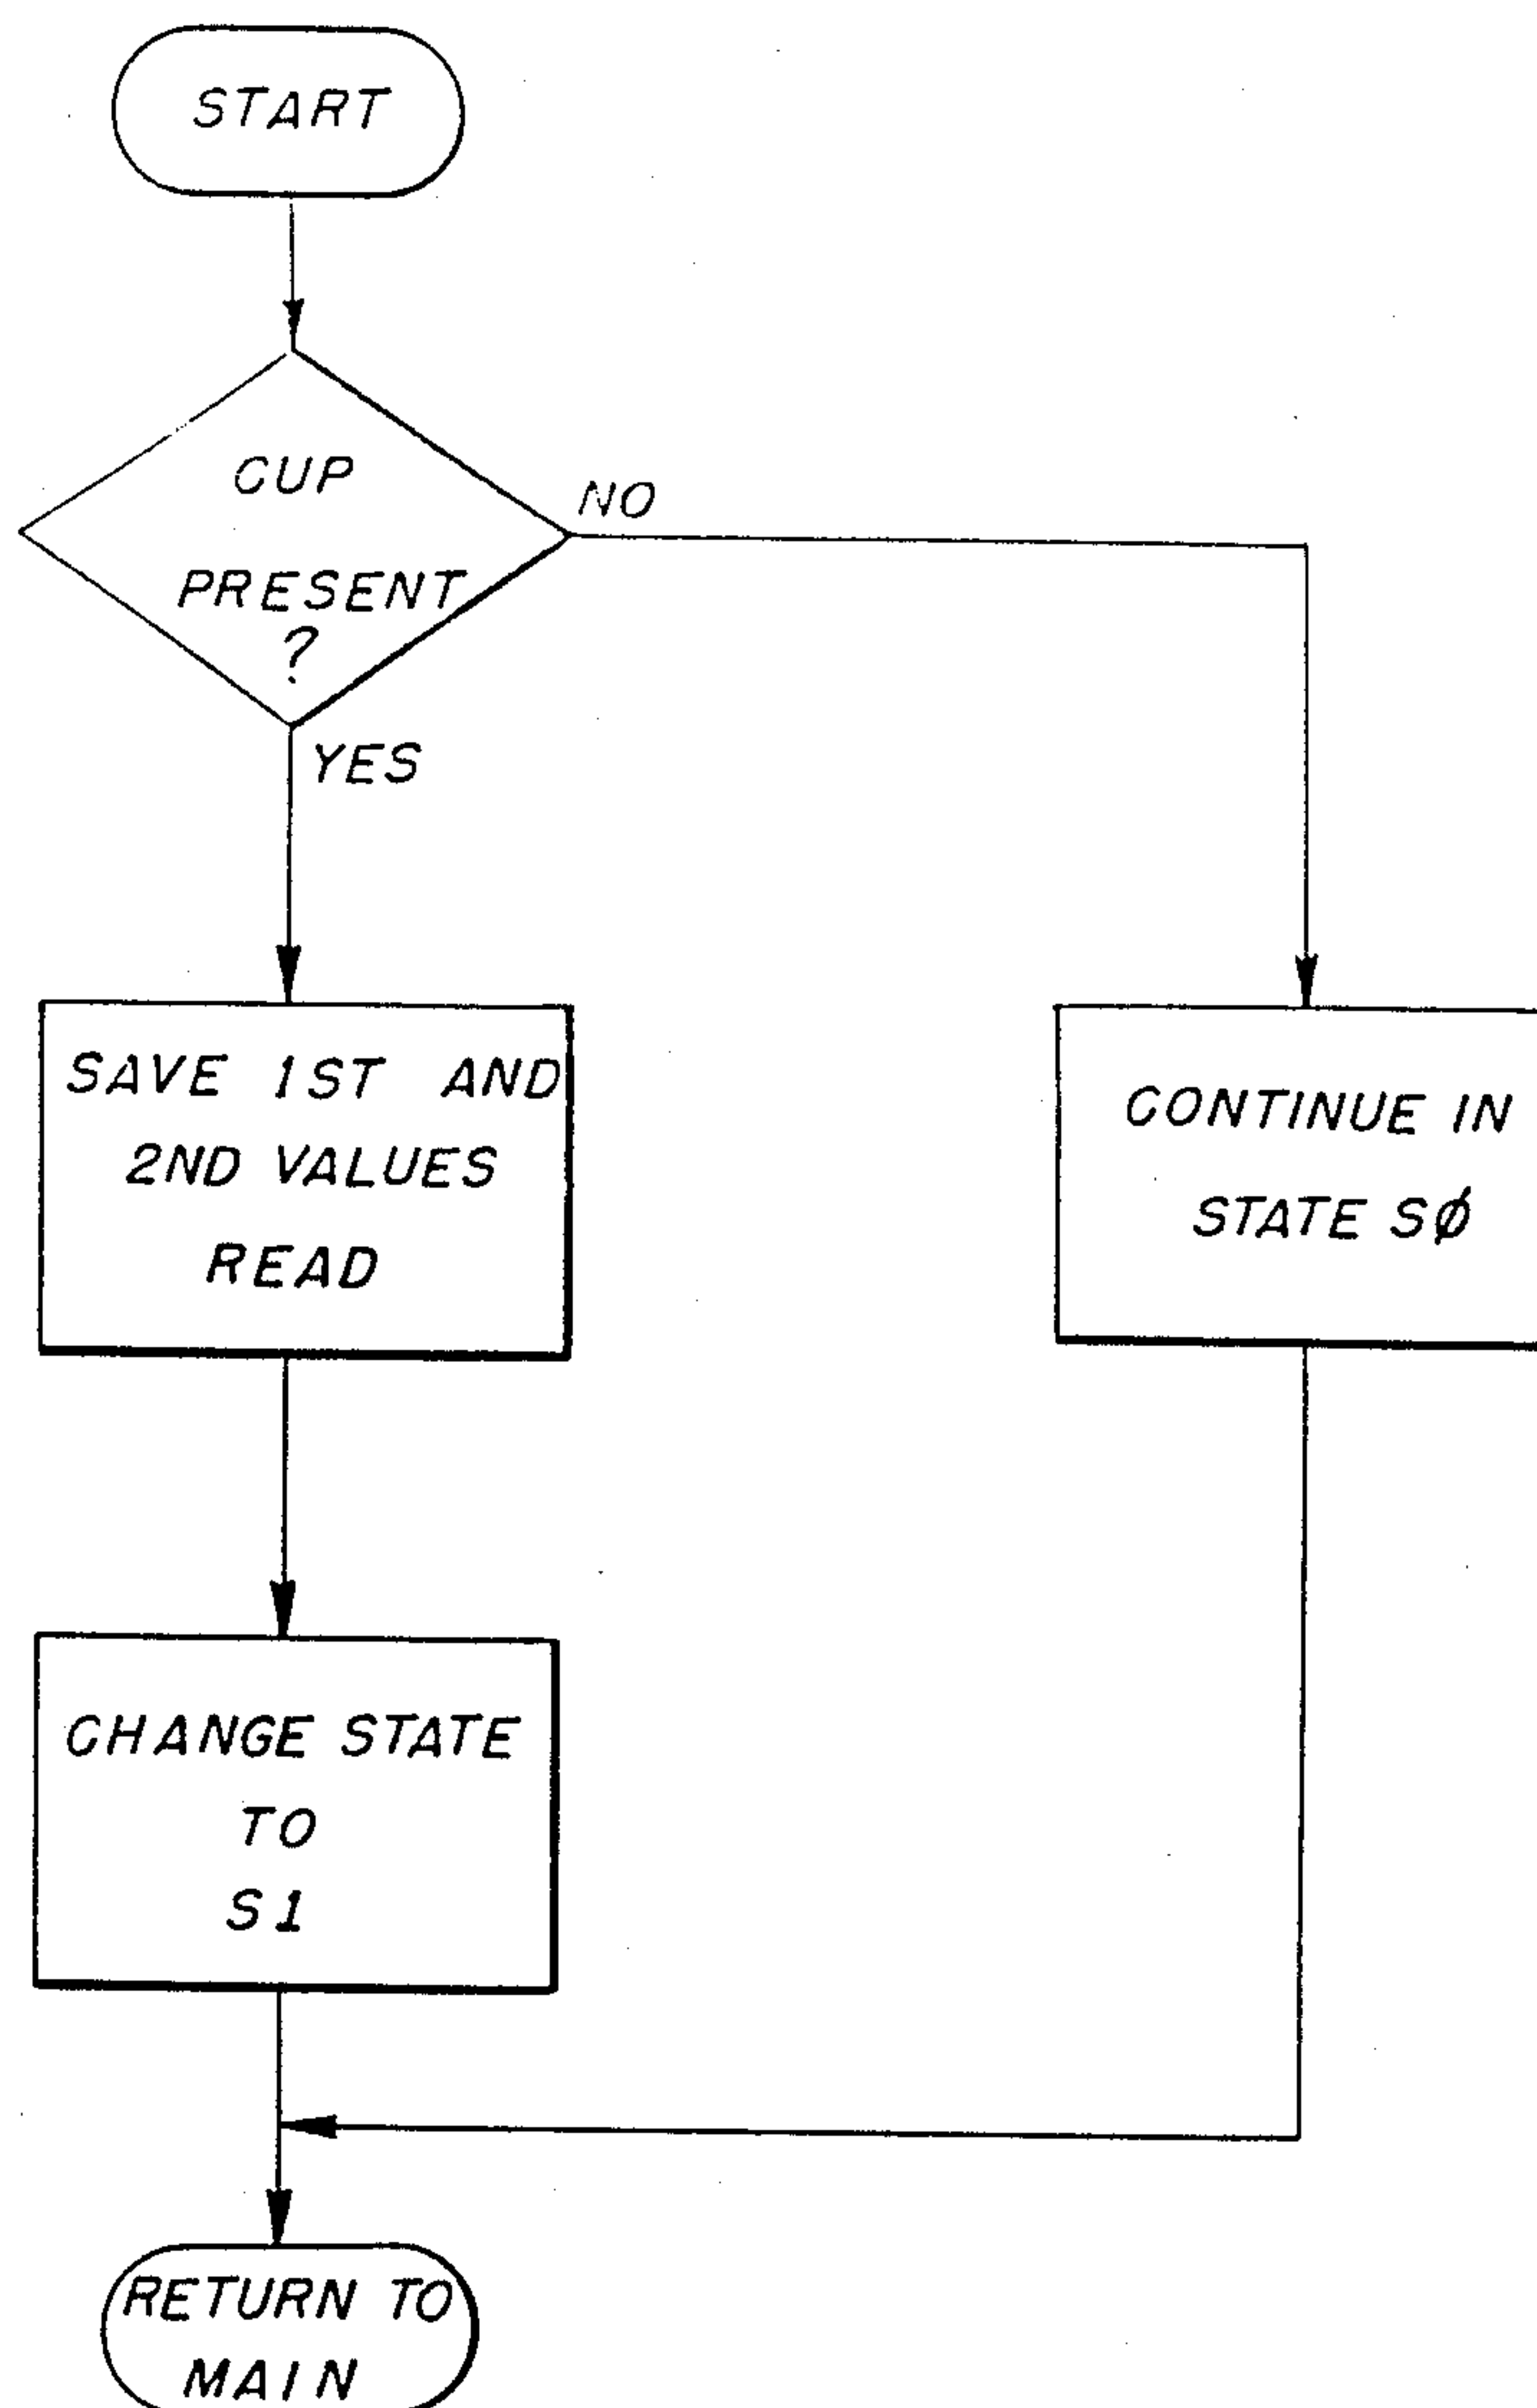 START
CUP
PRESENT
?
NO
YES
SAVE 1ST AND
2ND VALUES
READ
CONTINUE IN
STATE SØ
CHANGE STATE
TO
S1
RETURN TO
MAIN